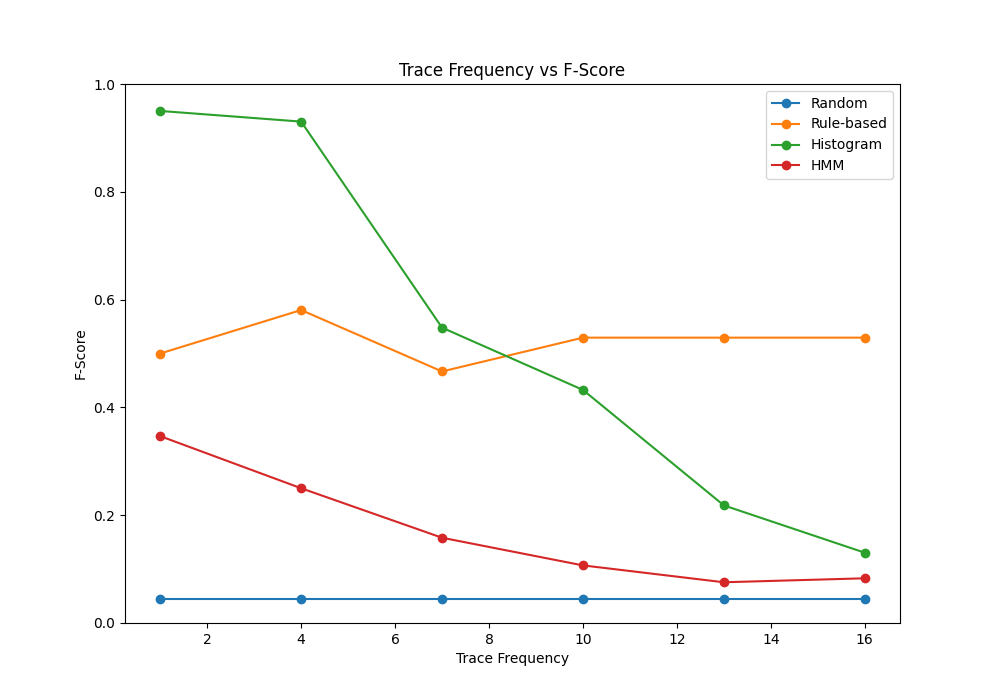 Trace Frequency vs F-Score
1.0
0.8
0.6
0.4
0.2
0.0
F-Score
2
4
6
8
10
12
14
16
Trace Frequency
Random
Rule-based
Histogram
HMM